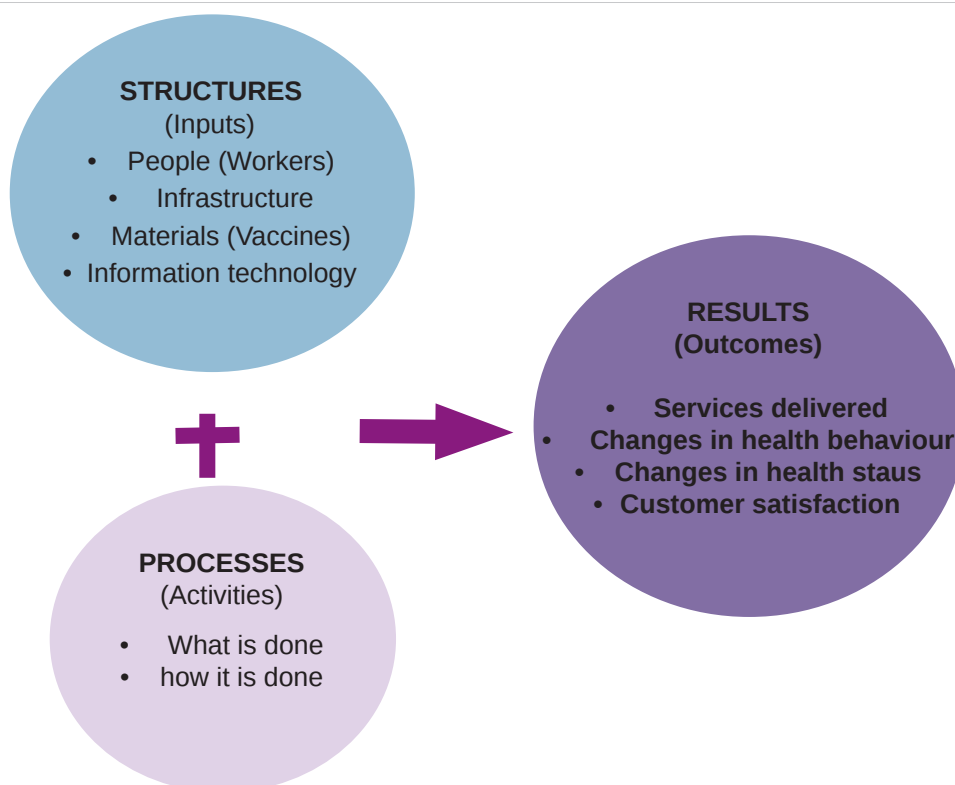 STRUCTURES
(Inputs)
• People (Workers)
• Infrastructure
• Materials (Vaccines)
• Information technology
PROCESSES
(Activities)
• What is done
• how it is done
RESULTS
(Outcomes)
• Services delivered
• Changes in health behaviour
• Changes in health staus
• Customer satisfaction